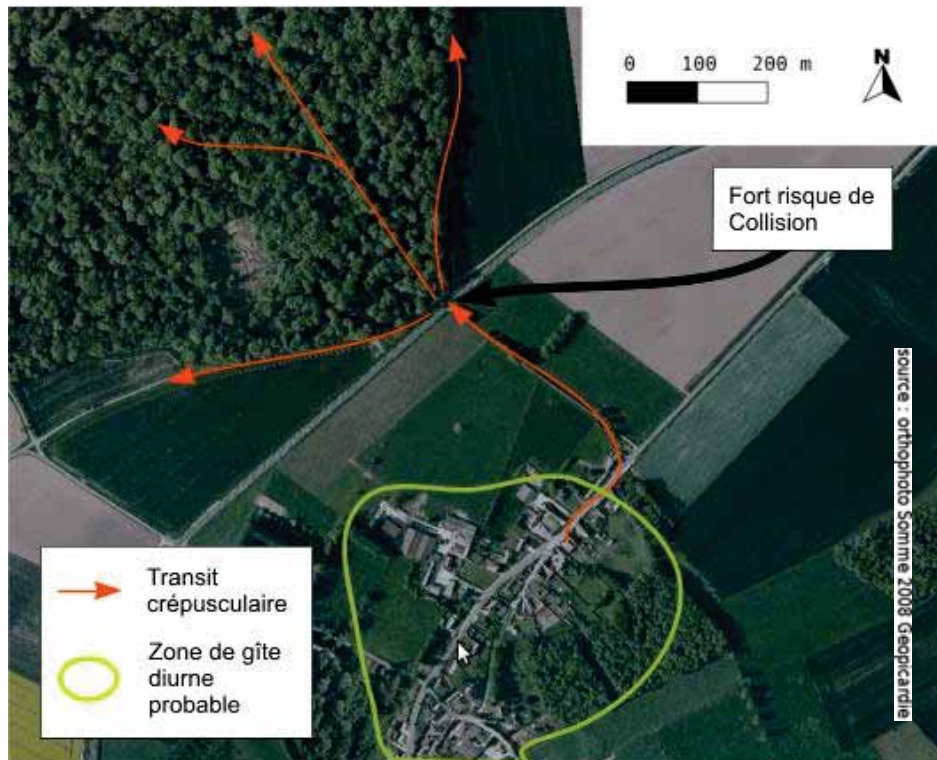 0 100 200 m
N
Fort risque de
Collision
source : orthophoto Somme 2008 Geopicardie
Transit
crépusculaire
Zone de gîte
diurne
probable